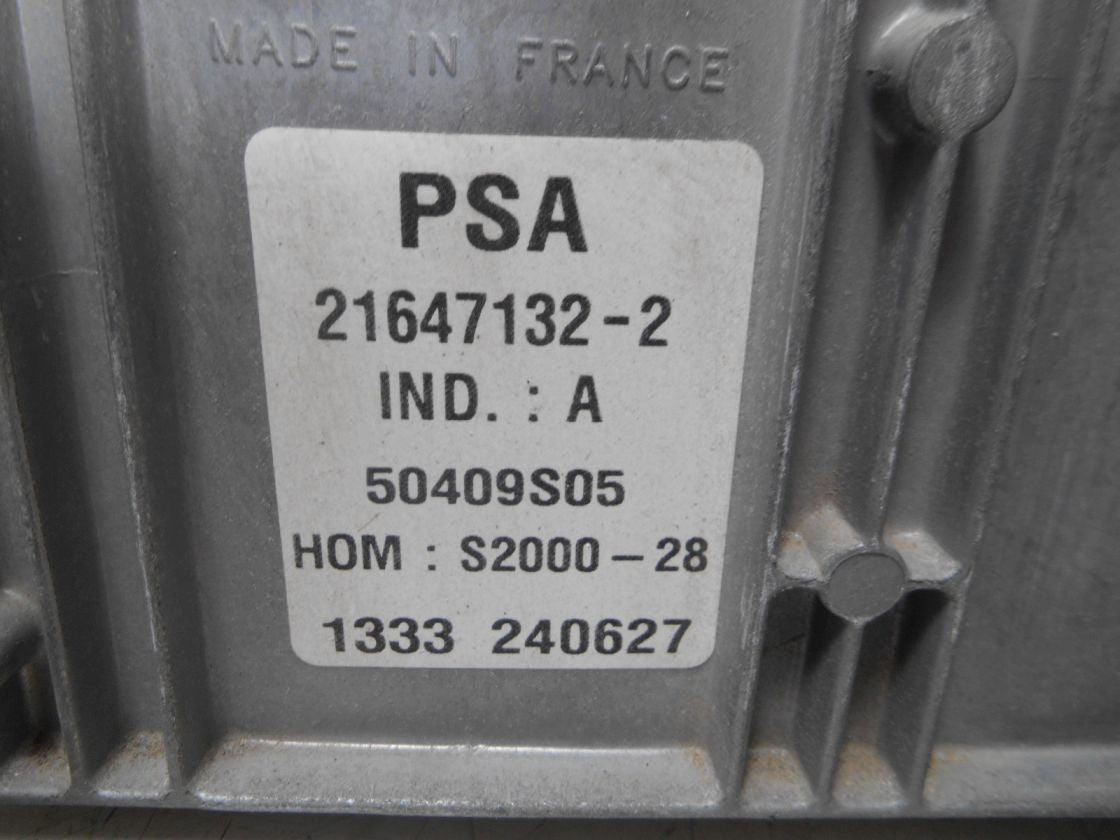 MADE IN FRANCE
PSA
21647132-2
IND. : A
50409S05
HOM : S2000-28
1333 240627